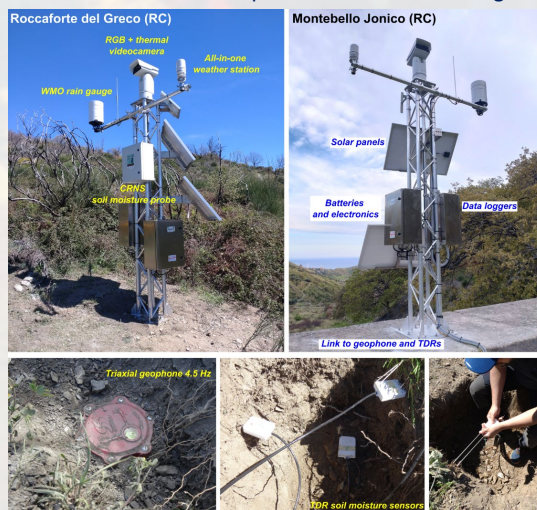 Roccaforte del Greco (RC)
RGB + thermal
videocamera
All-in-one
weather station
WMO rain gauge
CRNS
soil moisture probe
Montebello Jonico (RC)
Solar panels
Batteries
and electronics
Data loggers
Link to geophone and TDRs
Triaxial geophone 4.5 Hz
TDR soil moisture sensors